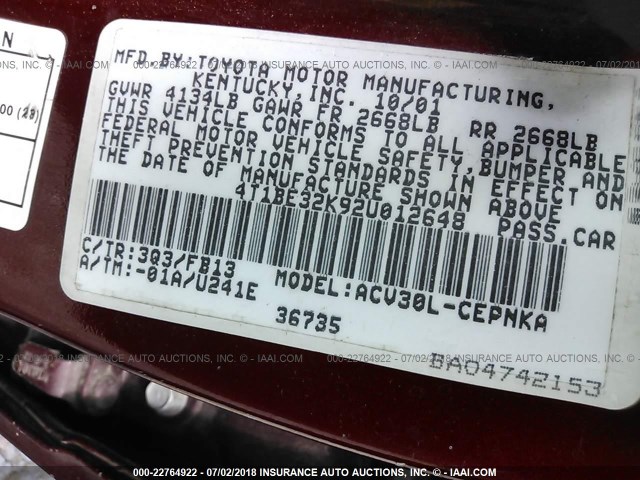 N
00 (23)
MFD.BY:TOYOTA MOTOR MANUFACTURING,
KENTUCKY,INC. 10/01
GVWR 4134LB GAWR FR 2668LB RR 2668LB
THIS VEHICLE CONFORMS TO ALL APPLICABLE
FEDERAL MOTOR VEHICLE SAFETY,BUMPER AND
THEFT PREVENTION STANDARDS IN EFFECT ON
THE DATE OF MANUFACTURE SHOWN ABOVE
4T1BE32K92U012648 PASS.CAR
C/TR:3Q3/FB13
A/TM:-01A/U241E
MODEL:ACV30L-CEPNKA
36735
BA04742153
000-22764922 - 07/02/2018 INSURANCE AUTO AUCTIONS, INC. - © IAAI.COM